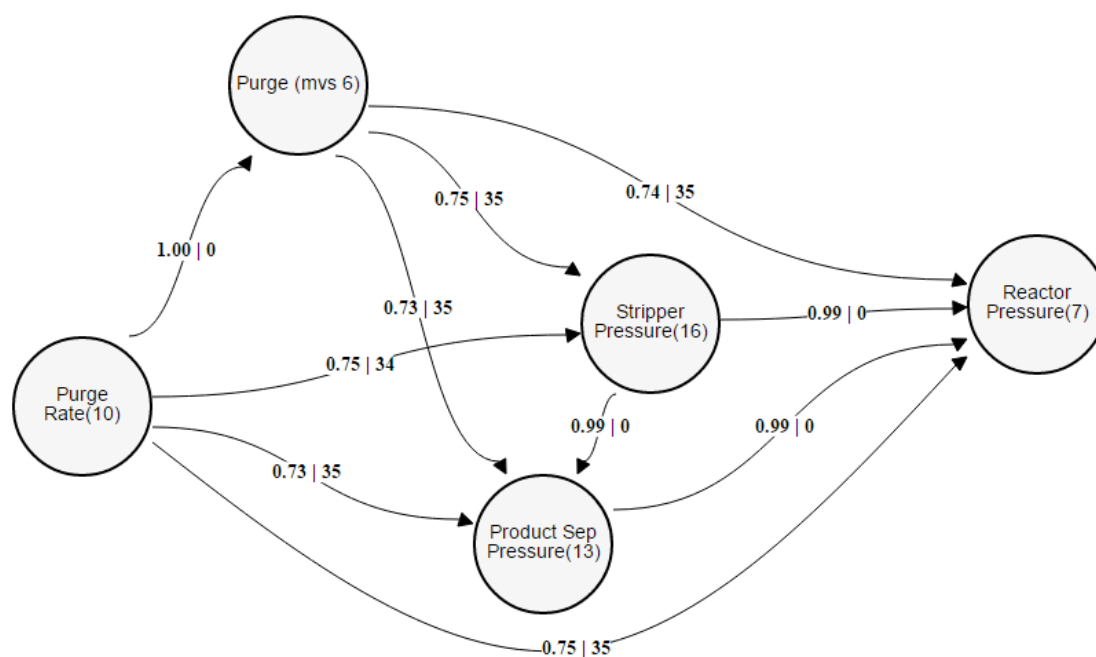 Purge (mvs 6)
0.74 | 35
0.75 | 35
1.00 | 0
Reactor
Pressure(7)
Stripper
Pressure(16)
0.99 | 0
0.73 | 35
0.75 | 34
Purge
Rate(10)
0.99 | 0
0.99 | 0
0.73 | 35
Product Sep
Pressure(13)
0.75 | 35